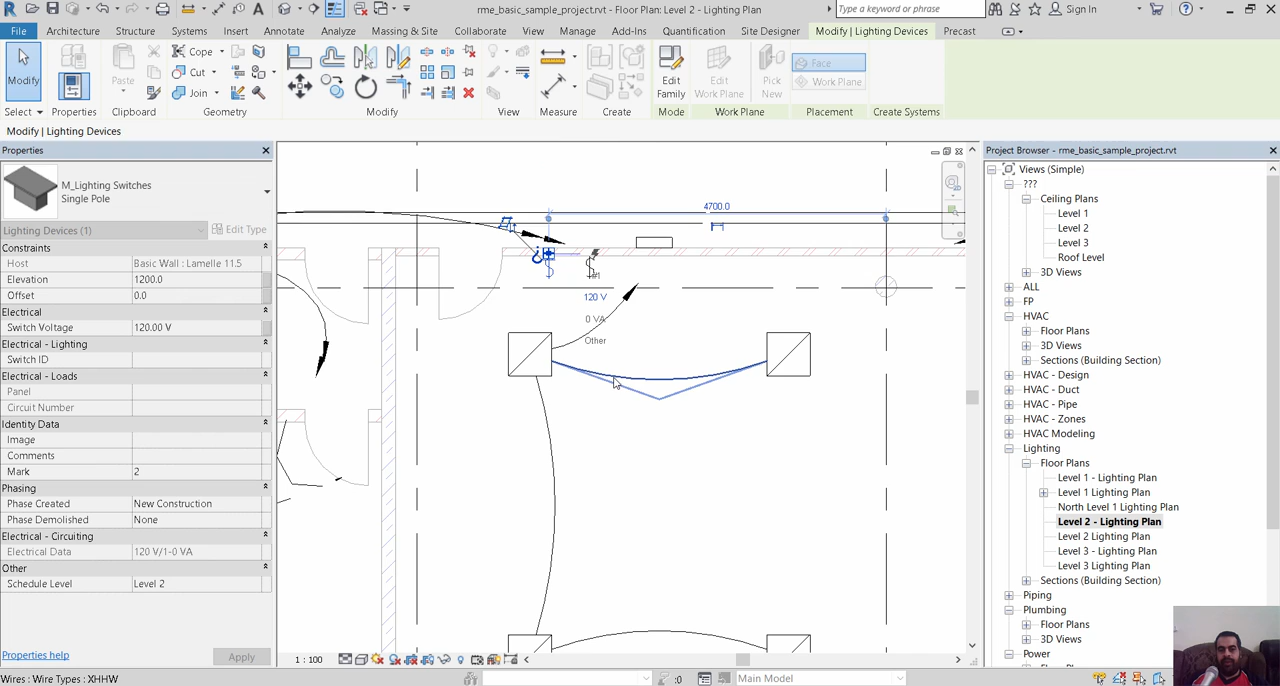 rme_basic_sample_project.rvt - Floor Plan: Level 2 - Lighting Plan
Type a keyword or phrase
Sign In
File Architecture Structure Systems Insert Annotate Analyze Massing & Site Collaborate View Manage Add-Ins Quantification Site Designer Modify | Lighting Devices Precast
Modify
Paste
Cope
Cut
Join
Edit Family
Edit Work Plane
Pick New
Face
Work Plane
Select Properties Clipboard Geometry Modify View Measure Create Mode Work Plane Placement Create Systems
Modify | Lighting Devices
Properties
M_Lighting Switches
Single Pole
Lighting Devices (1)
Edit Type
Constraints
Host Basic Wall : Lamelle 11.5
Elevation 1200.0
Offset 0.0
Electrical
Switch Voltage 120.00 V
Electrical - Lighting
Switch ID
Electrical - Loads
Panel
Circuit Number
Identity Data
Image
Comments
Mark 2
Phasing
Phase Created New Construction
Phase Demolished None
Electrical - Circuiting
Electrical Data 120 V/1-0 VA
Other
Schedule Level Level 2
Properties help
Apply
4700.0
120 V
0 VA
Other
1 : 100
Project Browser - rme_basic_sample_project.rvt
Views (Simple)
???
Ceiling Plans
Level 1
Level 2
Level 3
Roof Level
3D Views
ALL
FP
HVAC
Floor Plans
3D Views
Sections (Building Section)
HVAC - Design
HVAC - Duct
HVAC - Pipe
HVAC - Zones
HVAC Modeling
Lighting
Floor Plans
Level 1 - Lighting Plan
Level 1 Lighting Plan
North Level 1 Lighting Plan
Level 2 - Lighting Plan
Level 2 Lighting Plan
Level 3 - Lighting Plan
Level 3 Lighting Plan
Sections (Building Section)
Piping
Plumbing
Floor Plans
3D Views
Power
Wires : Wire Types : XHHW
:0
Main Model